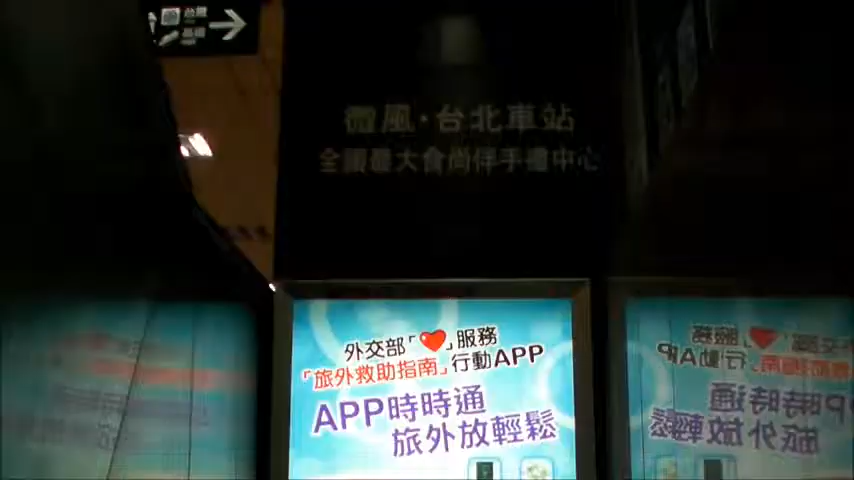 台鐵
微風·台北車站
全國最大食尚伴手禮中心
外交部「❤」服務
「旅外救助指南」行動APP
APP時時通
旅外放輕鬆